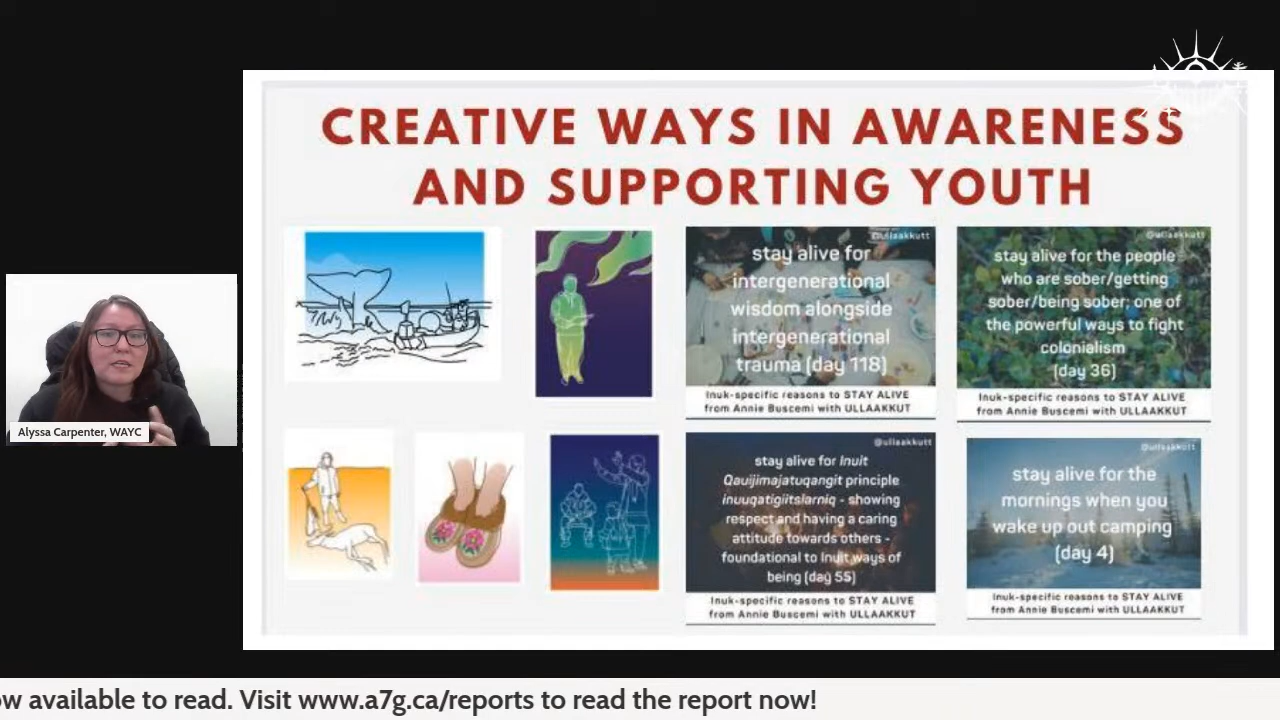 CREATIVE WAYS IN AWARENESS
AND SUPPORTING YOUTH
@ullaakkutt
stay alive for
intergenerational
wisdom alongside
intergenerational
trauma (day 118)
Inuk-specific reasons to STAY ALIVE
from Annie Buscemi with ULLAAKKUT
@ullaakkutt
stay alive for the people
who are sober/getting
sober/being sober; one of
the powerful ways to fight
colonialism
(day 36)
Inuk-specific reasons to STAY ALIVE
from Annie Buscemi with ULLAAKKUT
@ullaakkutt
stay alive for Inuit
Qauijimajatuqangit principle
inuuqatigiitsiarniq - showing
respect and having a caring
attitude towards others -
foundational to Inuit ways of
being (day 55)
Inuk-specific reasons to STAY ALIVE
from Annie Buscemi with ULLAAKKUT
@ullaakkutt
stay alive for the
mornings when you
wake up out camping
(day 4)
Inuk-specific reasons to STAY ALIVE
from Annie Buscemi with ULLAAKKUT
Alyssa Carpenter, WAYC
ow available to read. Visit www.a7g.ca/reports to read the report now!